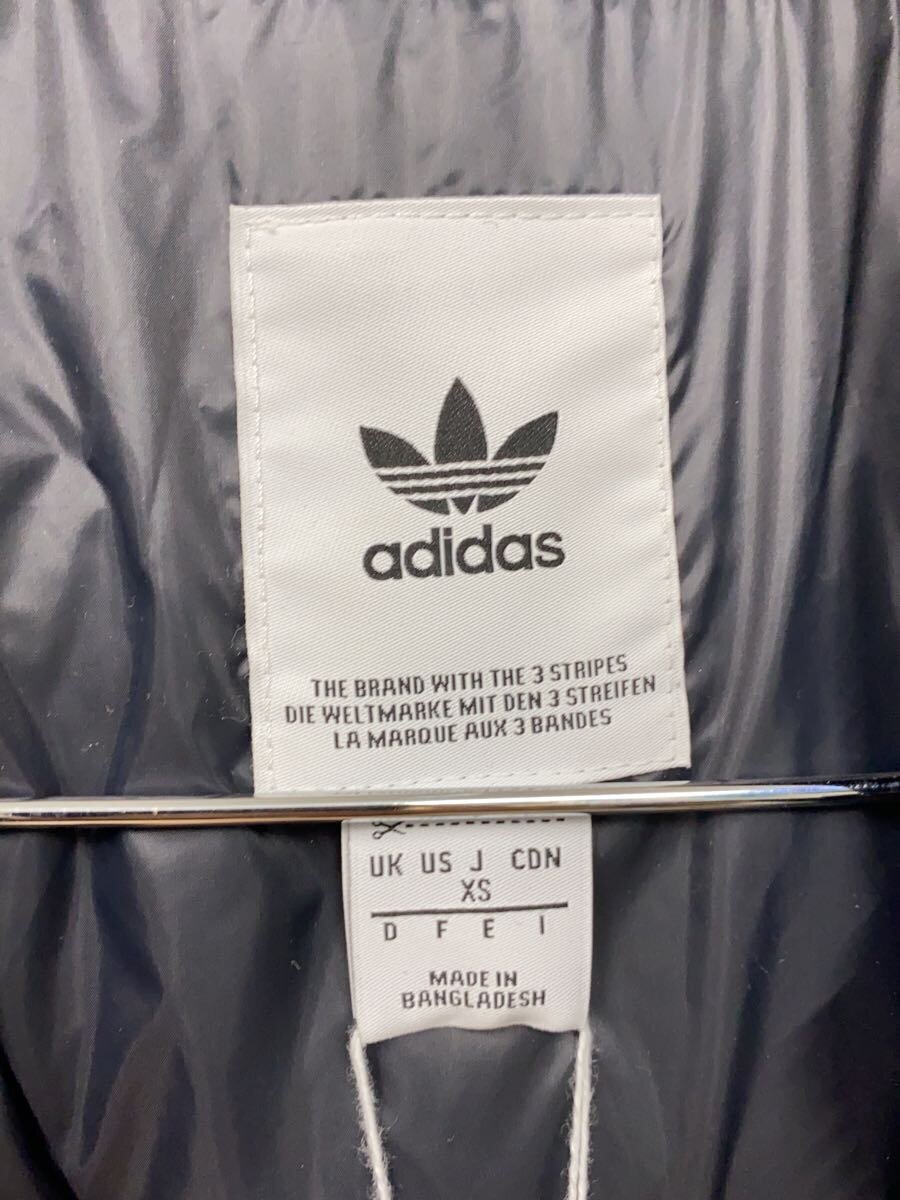 adidas
THE BRAND WITH THE 3 STRIPES
DIE WELTMARKE MIT DEN 3 STREIFEN
LA MARQUE AUX 3 BANDES
UK US J CDN
XS
D F E I
MADE IN
BANGLADESH